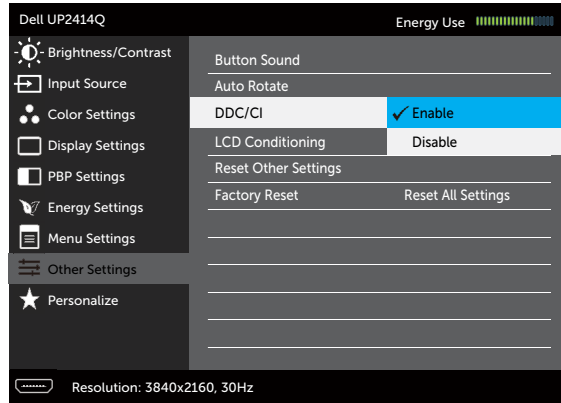 Dell UP2414Q
Energy Use
Brightness/Contrast
Input Source
Color Settings
Display Settings
PBP Settings
Energy Settings
Menu Settings
Other Settings
Personalize
Button Sound
Auto Rotate
DDC/CI
Enable
LCD Conditioning
Disable
Reset Other Settings
Factory Reset
Reset All Settings
Resolution: 3840x2160, 30Hz